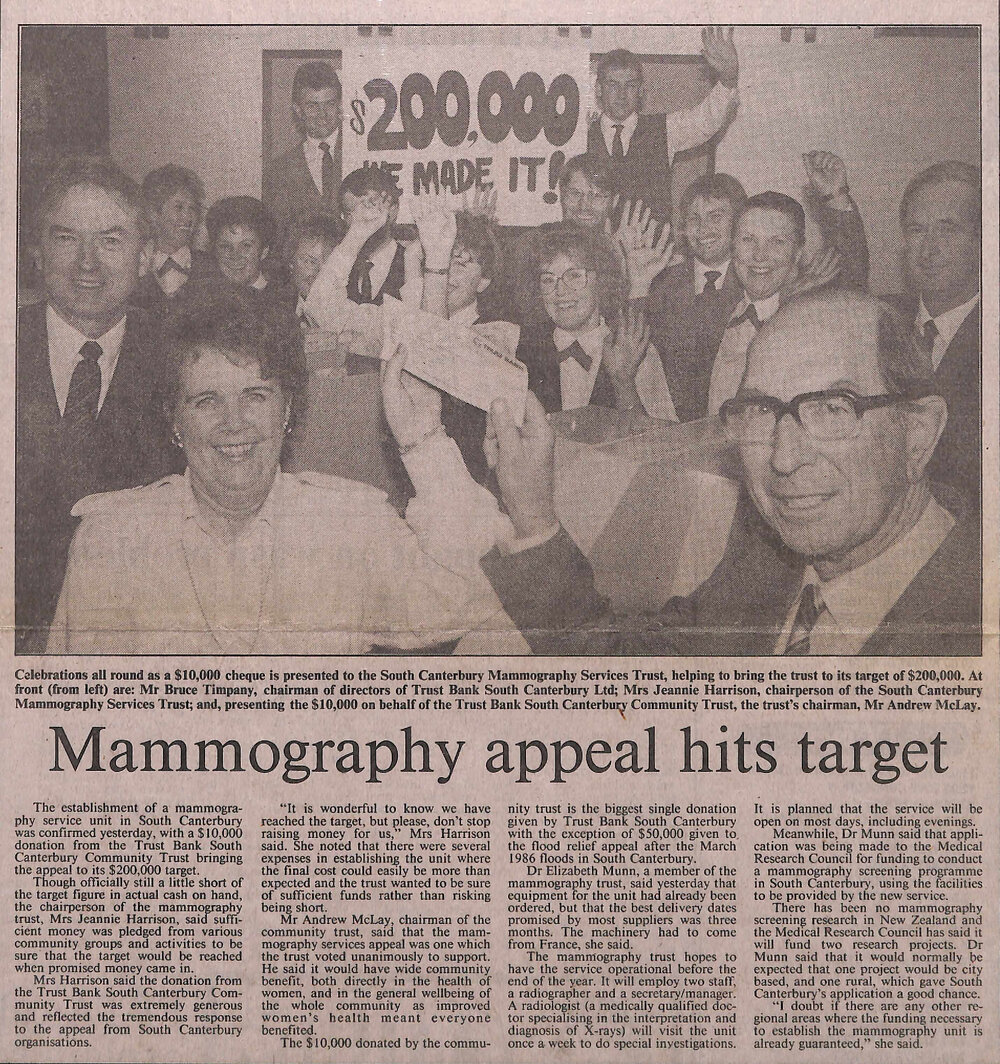 $200,000
WE MADE IT!
Celebrations all round as a $10,000 cheque is presented to the South Canterbury Mammography Services Trust, helping to bring the trust to its target of $200,000. At
front (from left) are: Mr Bruce Timpany, chairman of directors of Trust Bank South Canterbury Ltd; Mrs Jeannie Harrison, chairperson of the South Canterbury
Mammography Services Trust; and, presenting the $10,000 on behalf of the Trust Bank South Canterbury Community Trust, the trust's chairman, Mr Andrew McLay.
Mammography appeal hits target
The establishment of a mammogra-
phy service unit in South Canterbury
was confirmed yesterday, with a $10,000
donation from the Trust Bank South
Canterbury Community Trust bringing
the appeal to its $200,000 target.
Though officially still a little short of
the target figure in actual cash on hand,
the chairperson of the mammography
trust, Mrs Jeannie Harrison, said suffi-
cient money was pledged from various
community groups and activities to be
sure that the target would be reached
when promised money came in.
Mrs Harrison said the donation from
the Trust Bank South Canterbury Com-
munity Trust was extremely generous
and reflected the tremendous response
to the appeal from South Canterbury
organisations.
"It is wonderful to know we have
reached the target, but please, don't stop
raising money for us," Mrs Harrison
said. She noted that there were several
expenses in establishing the unit where
the final cost could easily be more than
expected and the trust wanted to be sure
of sufficient funds rather than risking
being short.
Mr Andrew McLay, chairman of the
community trust, said that the mam-
mography services appeal was one which
the trust voted unanimously to support.
He said it would have wide community
benefit, both directly in the health of
women, and in the general wellbeing of
the whole community as improved
women's health meant everyone
benefited.
The $10,000 donated by the commu-
nity trust is the biggest single donation
given by Trust Bank South Canterbury
with the exception of $50,000 given to
the flood relief appeal after the March
1986 floods in South Canterbury.
Dr Elizabeth Munn, a member of the
mammography trust, said yesterday that
equipment for the unit had already been
ordered, but that the best delivery dates
promised by most suppliers was three
months. The machinery had to come
from France, she said.
The mammography trust hopes to
have the service operational before the
end of the year. It will employ two staff,
a radiographer and a secretary/manager.
A radiologist (a medically qualified doc-
tor specialising in the interpretation and
diagnosis of X-rays) will visit the unit
once a week to do special investigations.
It is planned that the service will be
open on most days, including evenings.
Meanwhile, Dr Munn said that appli-
cation was being made to the Medical
Research Council for funding to conduct
a mammography screening programme
in South Canterbury, using the facilities
to be provided by the new service.
There has been no mammography
screening research in New Zealand and
the Medical Research Council has said it
will fund two research projects. Dr
Munn said that it would normally be
expected that one project would be city
based, and one rural, which gave South
Canterbury's application a good chance.
"I doubt if there are any other re-
gional areas where the funding necessary
to establish the mammography unit is
already guaranteed," she said.